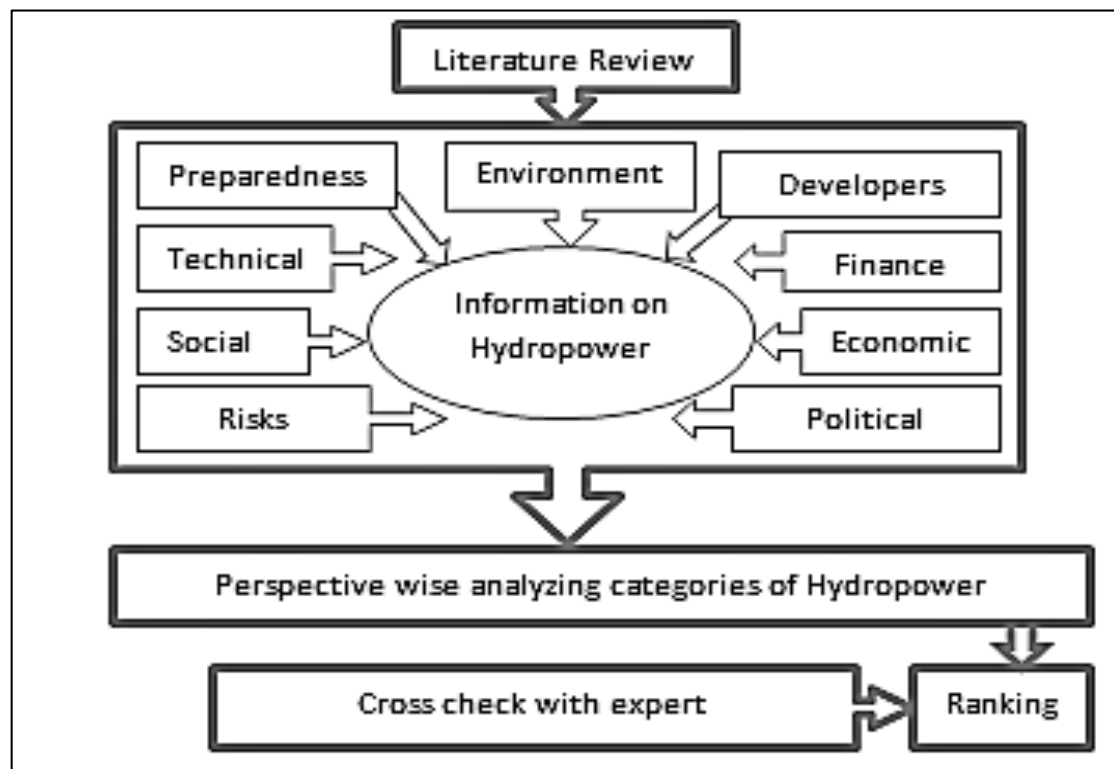 Literature Review
Preparedness
Environment
Developers
Technical
Finance
Information on
Hydropower
Social
Economic
Risks
Political
Perspective wise analyzing categories of Hydropower
Cross check with expert
Ranking